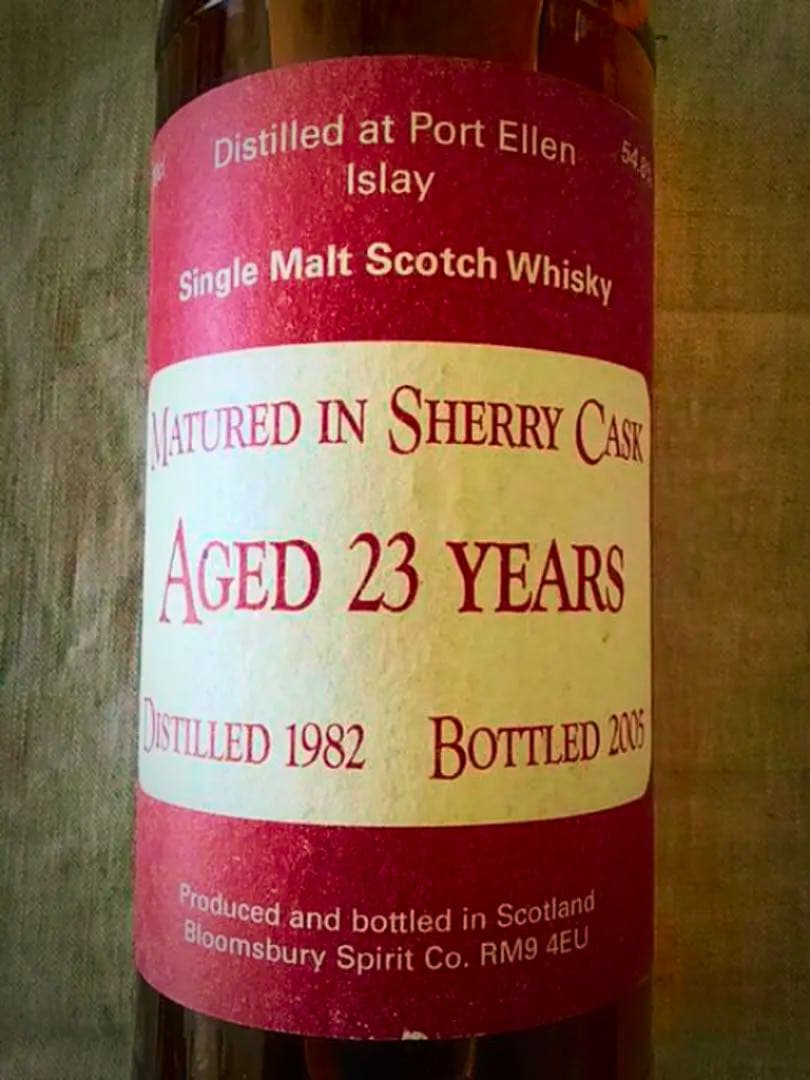 Distilled at Port Ellen
Islay
Single Malt Scotch Whisky
MATURED IN SHERRY CASK
AGED 23 YEARS
DISTILLED 1982 BOTTLED 2005
Produced and bottled in Scotland
Bloomsbury Spirit Co. RM9 4EU